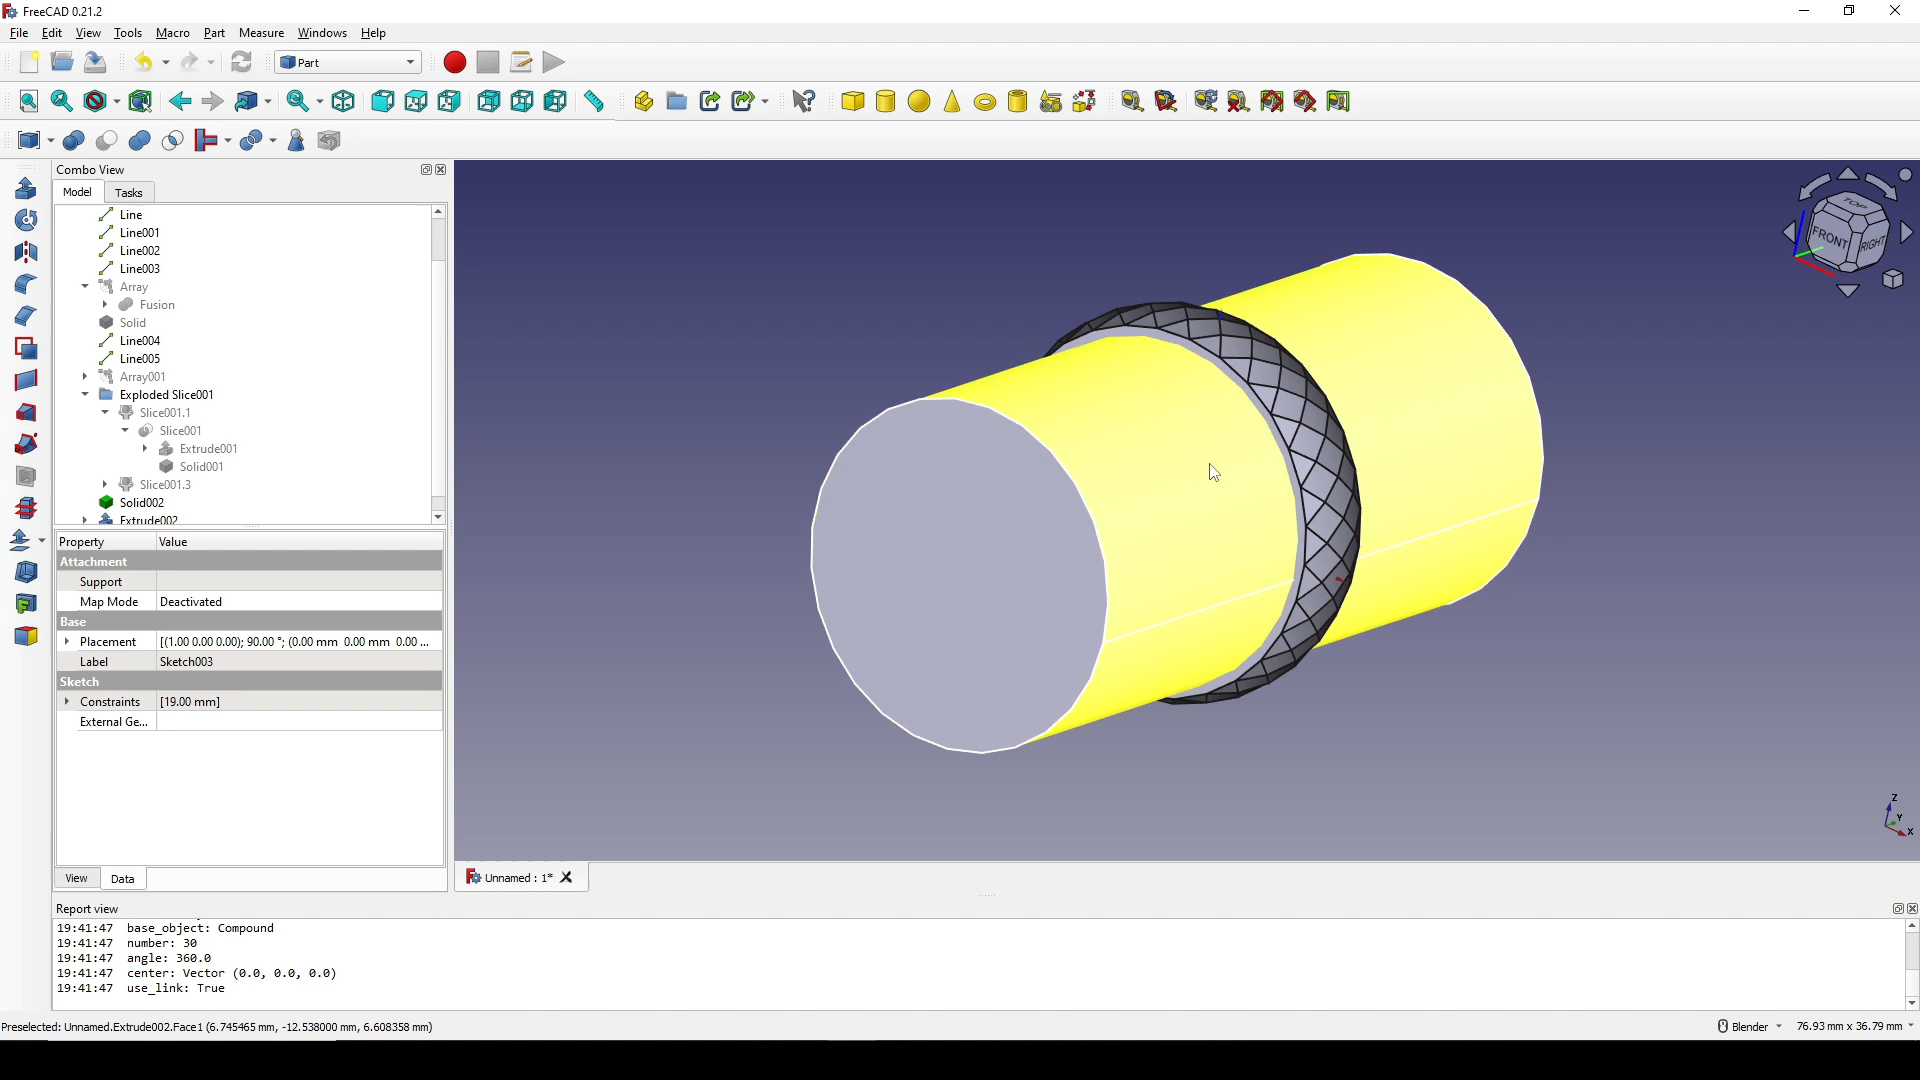 FreeCAD 0.21.2
File Edit View Tools Macro Part Measure Windows Help
Part
Combo View
Model Tasks
Line
Line001
Line002
Line003
Array
Fusion
Solid
Line004
Line005
Array001
Exploded Slice001
Slice001.1
Slice001
Extrude001
Solid001
Slice001.3
Solid002
Extrude002
Property Value
Attachment
Support
Map Mode Deactivated
Base
Placement [(1.00 0.00 0.00); 90.00 °; (0.00 mm 0.00 mm 0.00 ...
Label Sketch003
Sketch
Constraints [19.00 mm]
External Ge...
View Data
TOP
FRONT
RIGHT
Z
Y
X
Unnamed : 1*
Report view
19:41:47 base_object: Compound
19:41:47 number: 30
19:41:47 angle: 360.0
19:41:47 center: Vector (0.0, 0.0, 0.0)
19:41:47 use_link: True
Preselected: Unnamed.Extrude002.Face1 (6.745465 mm, -12.538000 mm, 6.608358 mm)
Blender 76.93 mm x 36.79 mm